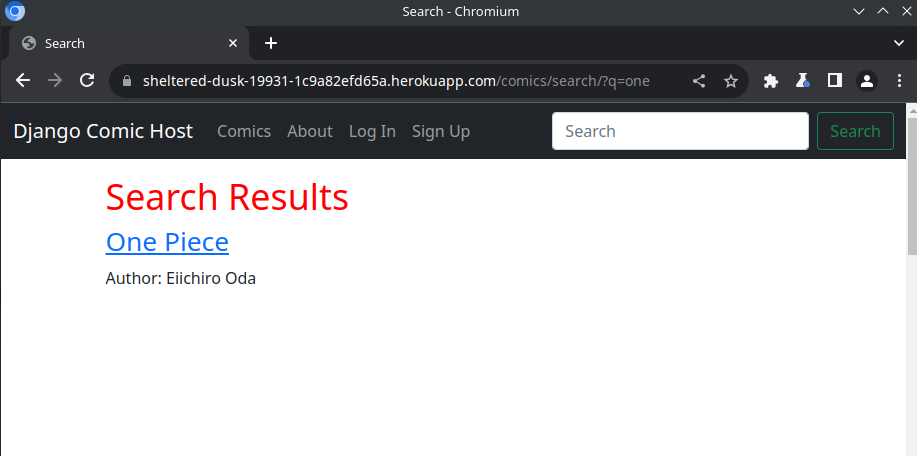 Search - Chromium
Search
sheltered-dusk-19931-1c9a82efd65a.herokuapp.com/comics/search/?q=one
Django Comic Host Comics About Log In Sign Up Search Search
Search Results
One Piece
Author: Eiichiro Oda